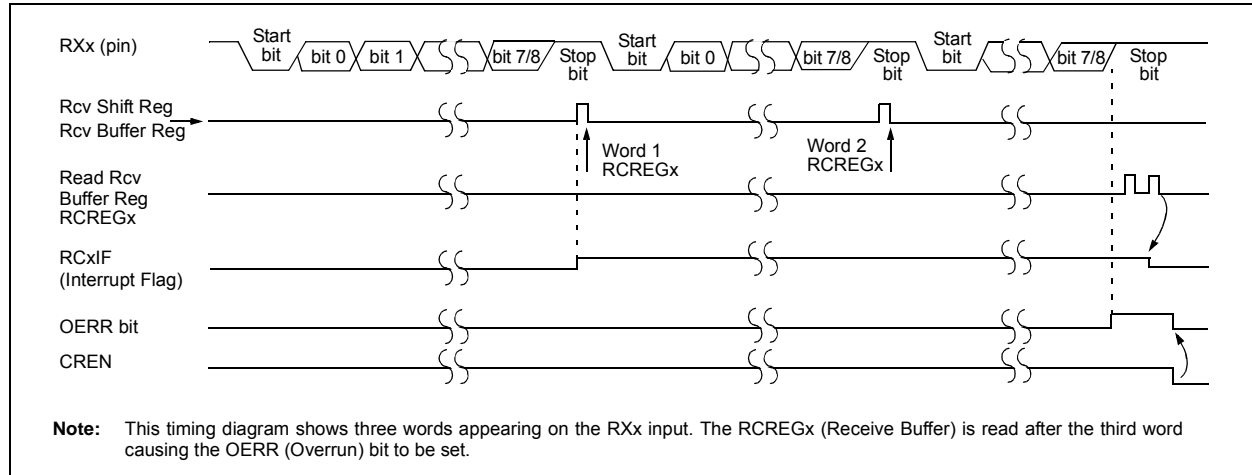 RXx (pin)
Start bit
bit 0
bit 1
bit 7/8
Stop bit
Start bit
bit 0
bit 7/8
Stop bit
Start bit
bit 7/8
Stop bit
Rcv Shift Reg
Rcv Buffer Reg
Word 1
RCREGx
Word 2
RCREGx
Read Rcv
Buffer Reg
RCREGx
RCxIF
(Interrupt Flag)
OERR bit
CREN
Note: This timing diagram shows three words appearing on the RXx input. The RCREGx (Receive Buffer) is read after the third word
causing the OERR (Overrun) bit to be set.